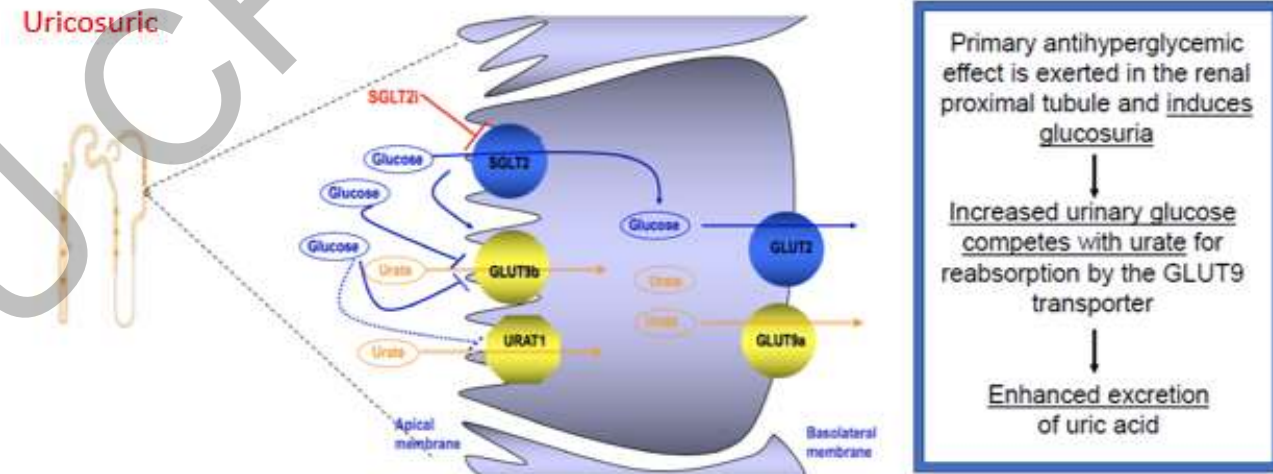 Uricosuric
SGLT2i
Glucose
SGLT2
Glucose
Glucose
GLUT2
Glucose
Urate
GLUT9b
Urate
Urate
URAT1
Urate
GLUT9a
Apical
membrane
Basolateral
membrane
Primary antihyperglycemic
effect is exerted in the renal
proximal tubule and induces
glucosuria
Increased urinary glucose
competes with urate for
reabsorption by the GLUT9
transporter
Enhanced excretion
of uric acid